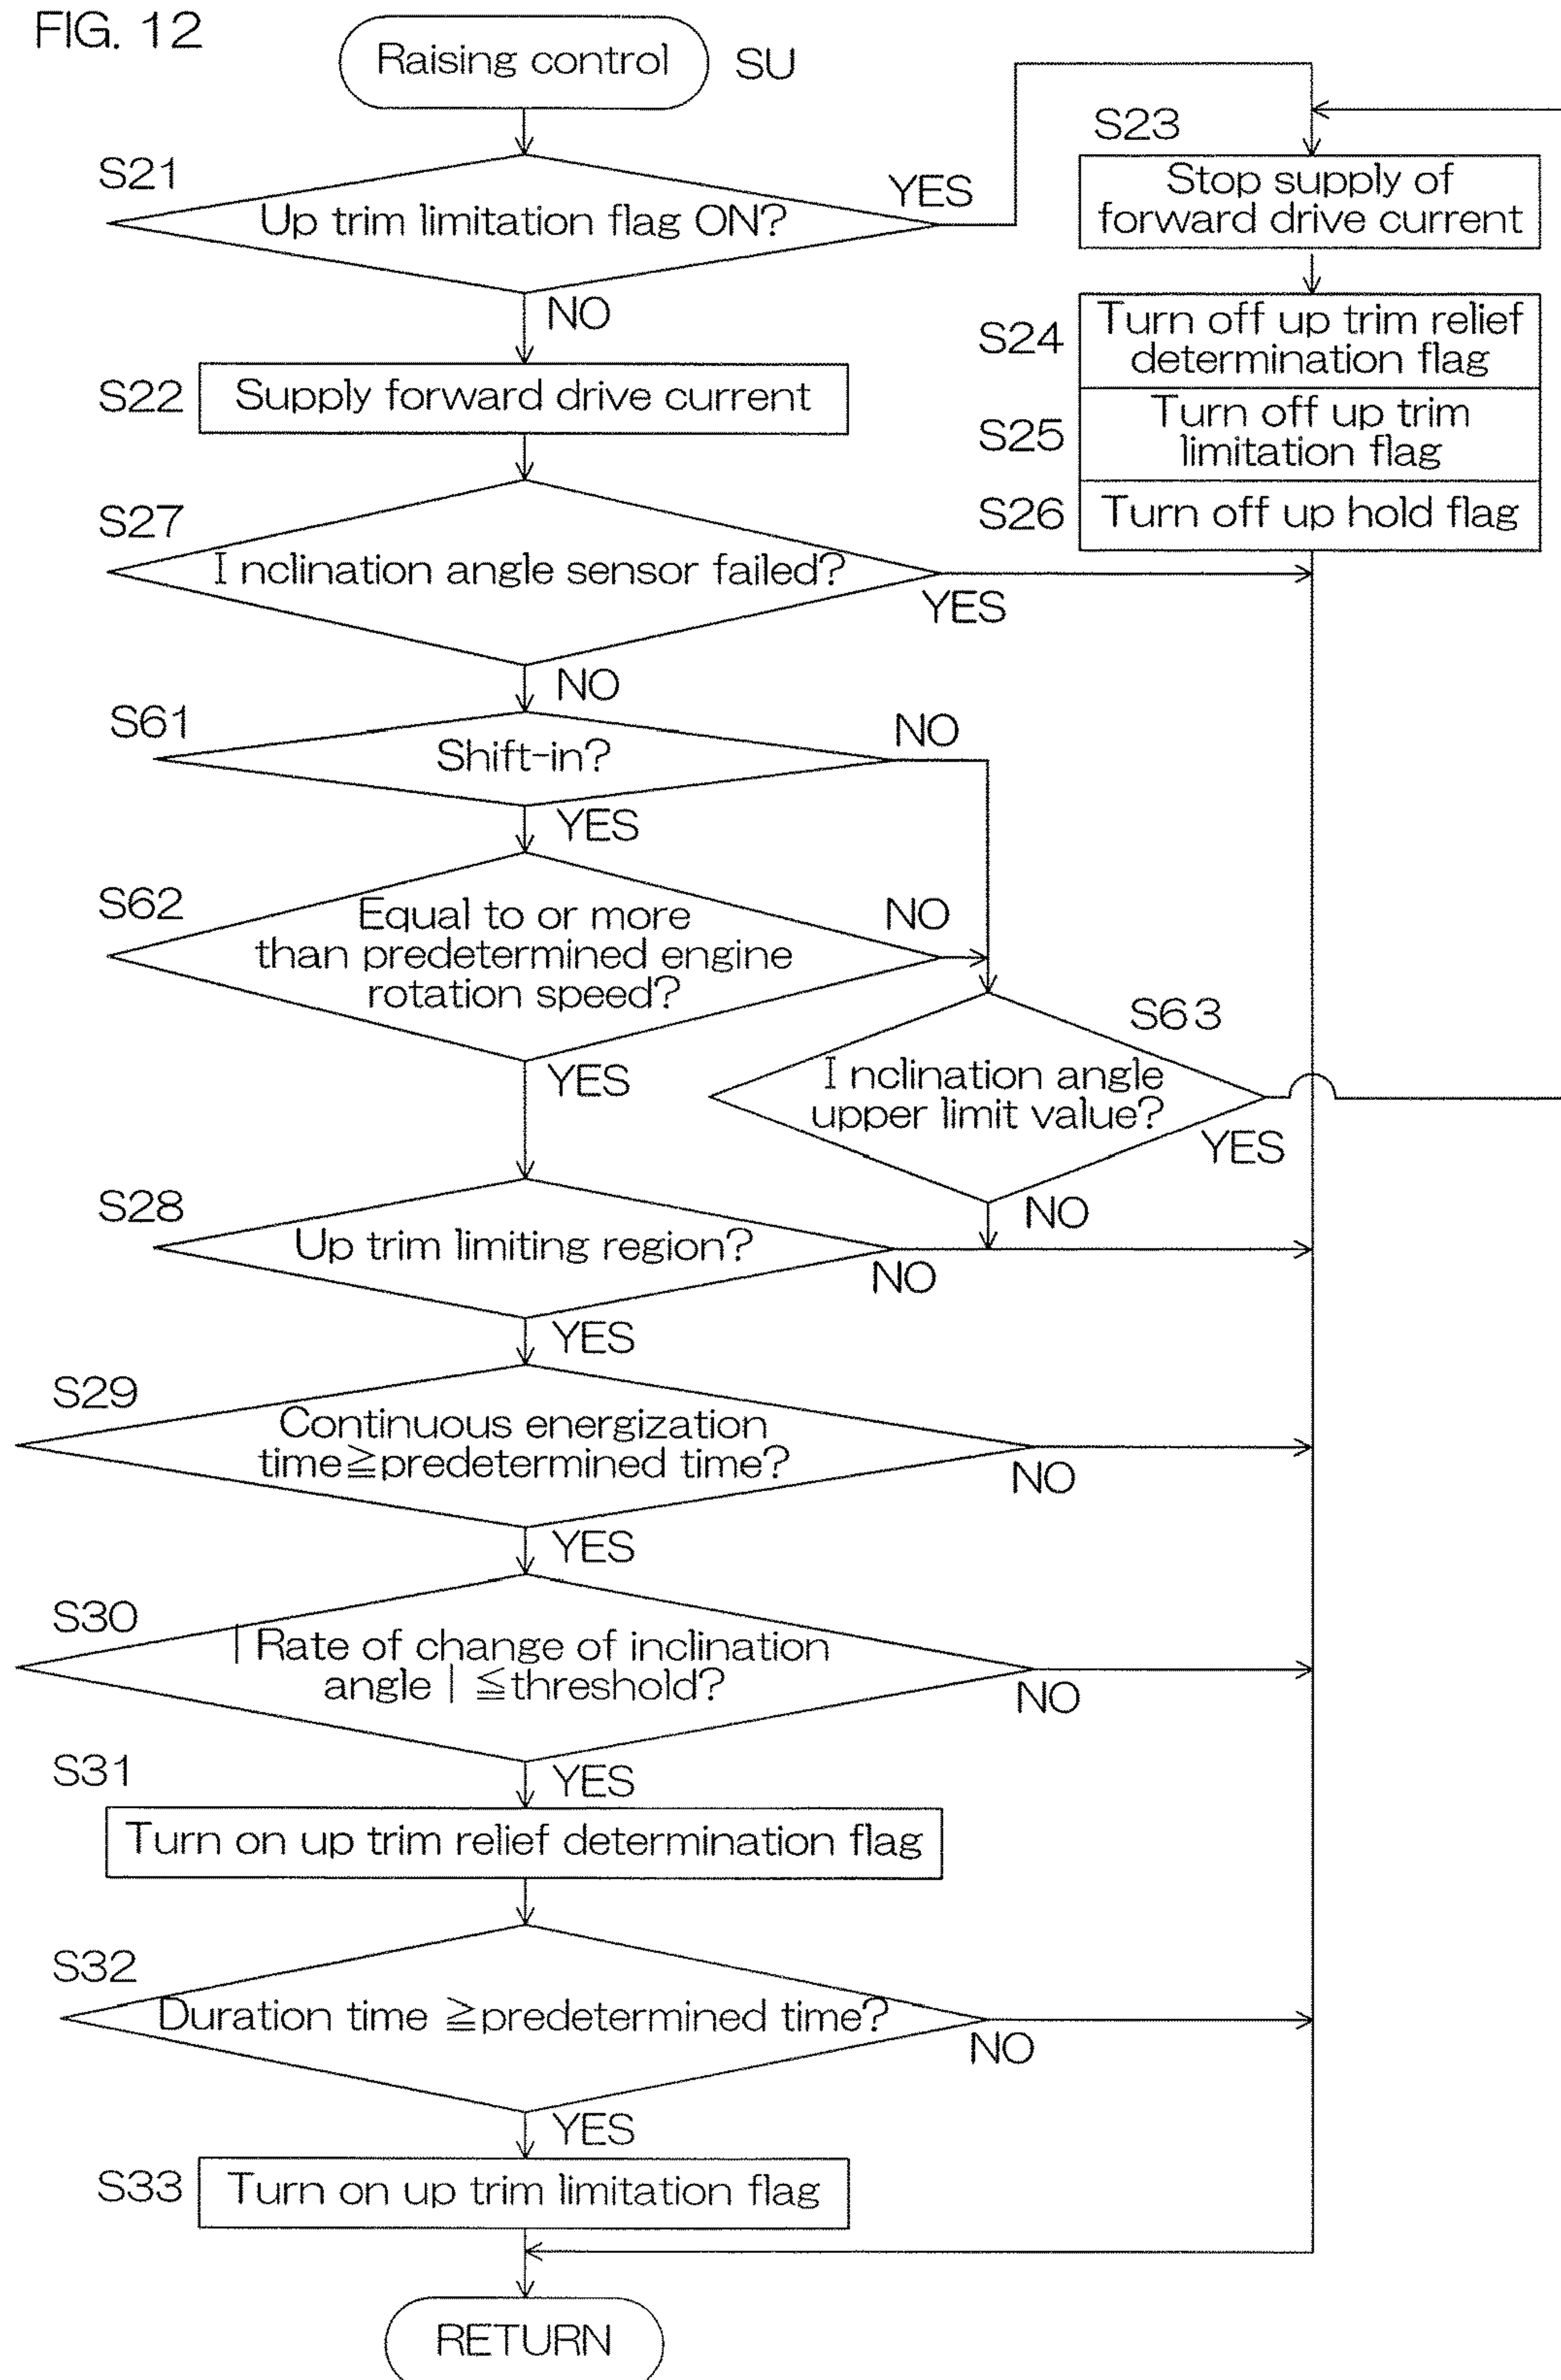 FIG. 12
Raising control
SU
S21
Up trim limitation flag ON?
YES
NO
S22
Supply forward drive current
S23
Stop supply of
forward drive current
S24
Turn off up trim relief
determination flag
S25
Turn off up trim
limitation flag
S26
Turn off up hold flag
S27
Inclination angle sensor failed?
YES
NO
S61
Shift-in?
NO
YES
S62
Equal to or more
than predetermined engine
rotation speed?
NO
YES
S63
Inclination angle
upper limit value?
YES
NO
S28
Up trim limiting region?
NO
YES
S29
Continuous energization
time≧predetermined time?
NO
YES
S30
| Rate of change of inclination
angle | ≦threshold?
NO
YES
S31
Turn on up trim relief determination flag
S32
Duration time ≧predetermined time?
NO
YES
S33
Turn on up trim limitation flag
RETURN